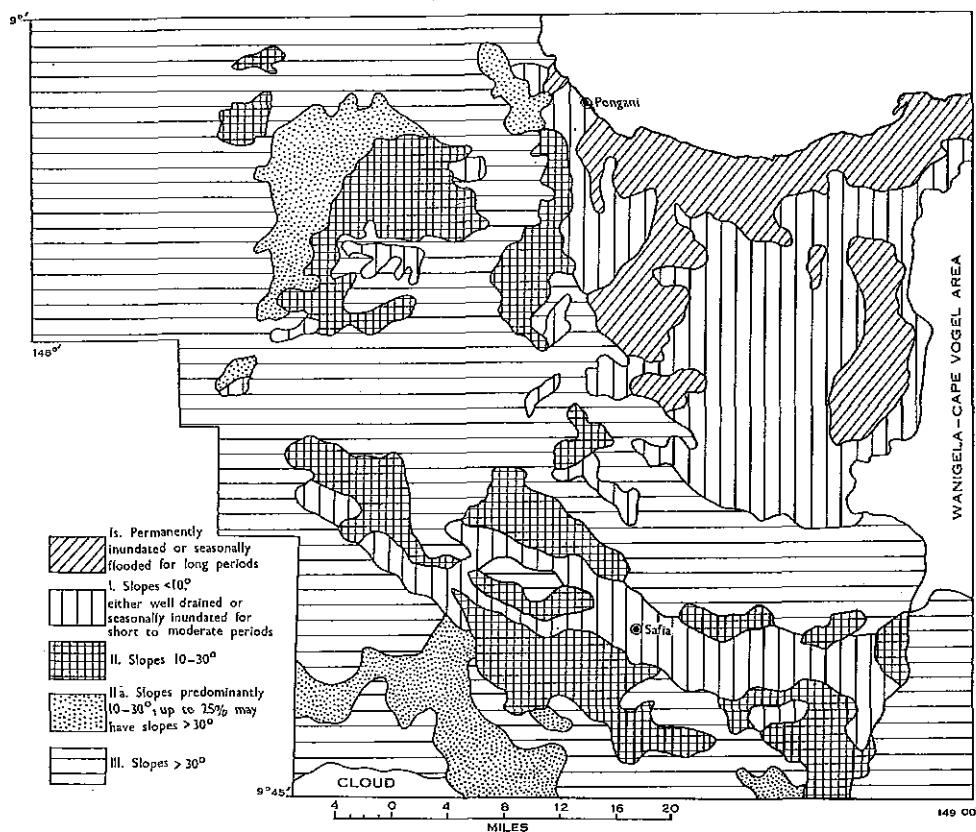 9°
Pongani
148°
WANIGELA – CAPE VOGEL AREA
Is. Permanently
inundated or seasonally
flooded for long periods
I. Slopes <10°
either well drained or
seasonally inundated for
short to moderate periods
II. Slopes 10–30°
Safia
IIa. Slopes predominantly
10–30°, up to 25% may
have slopes >30°
III. Slopes >30°
CLOUD
9°45'
4 0 4 8 12 16 20
MILES
149 00